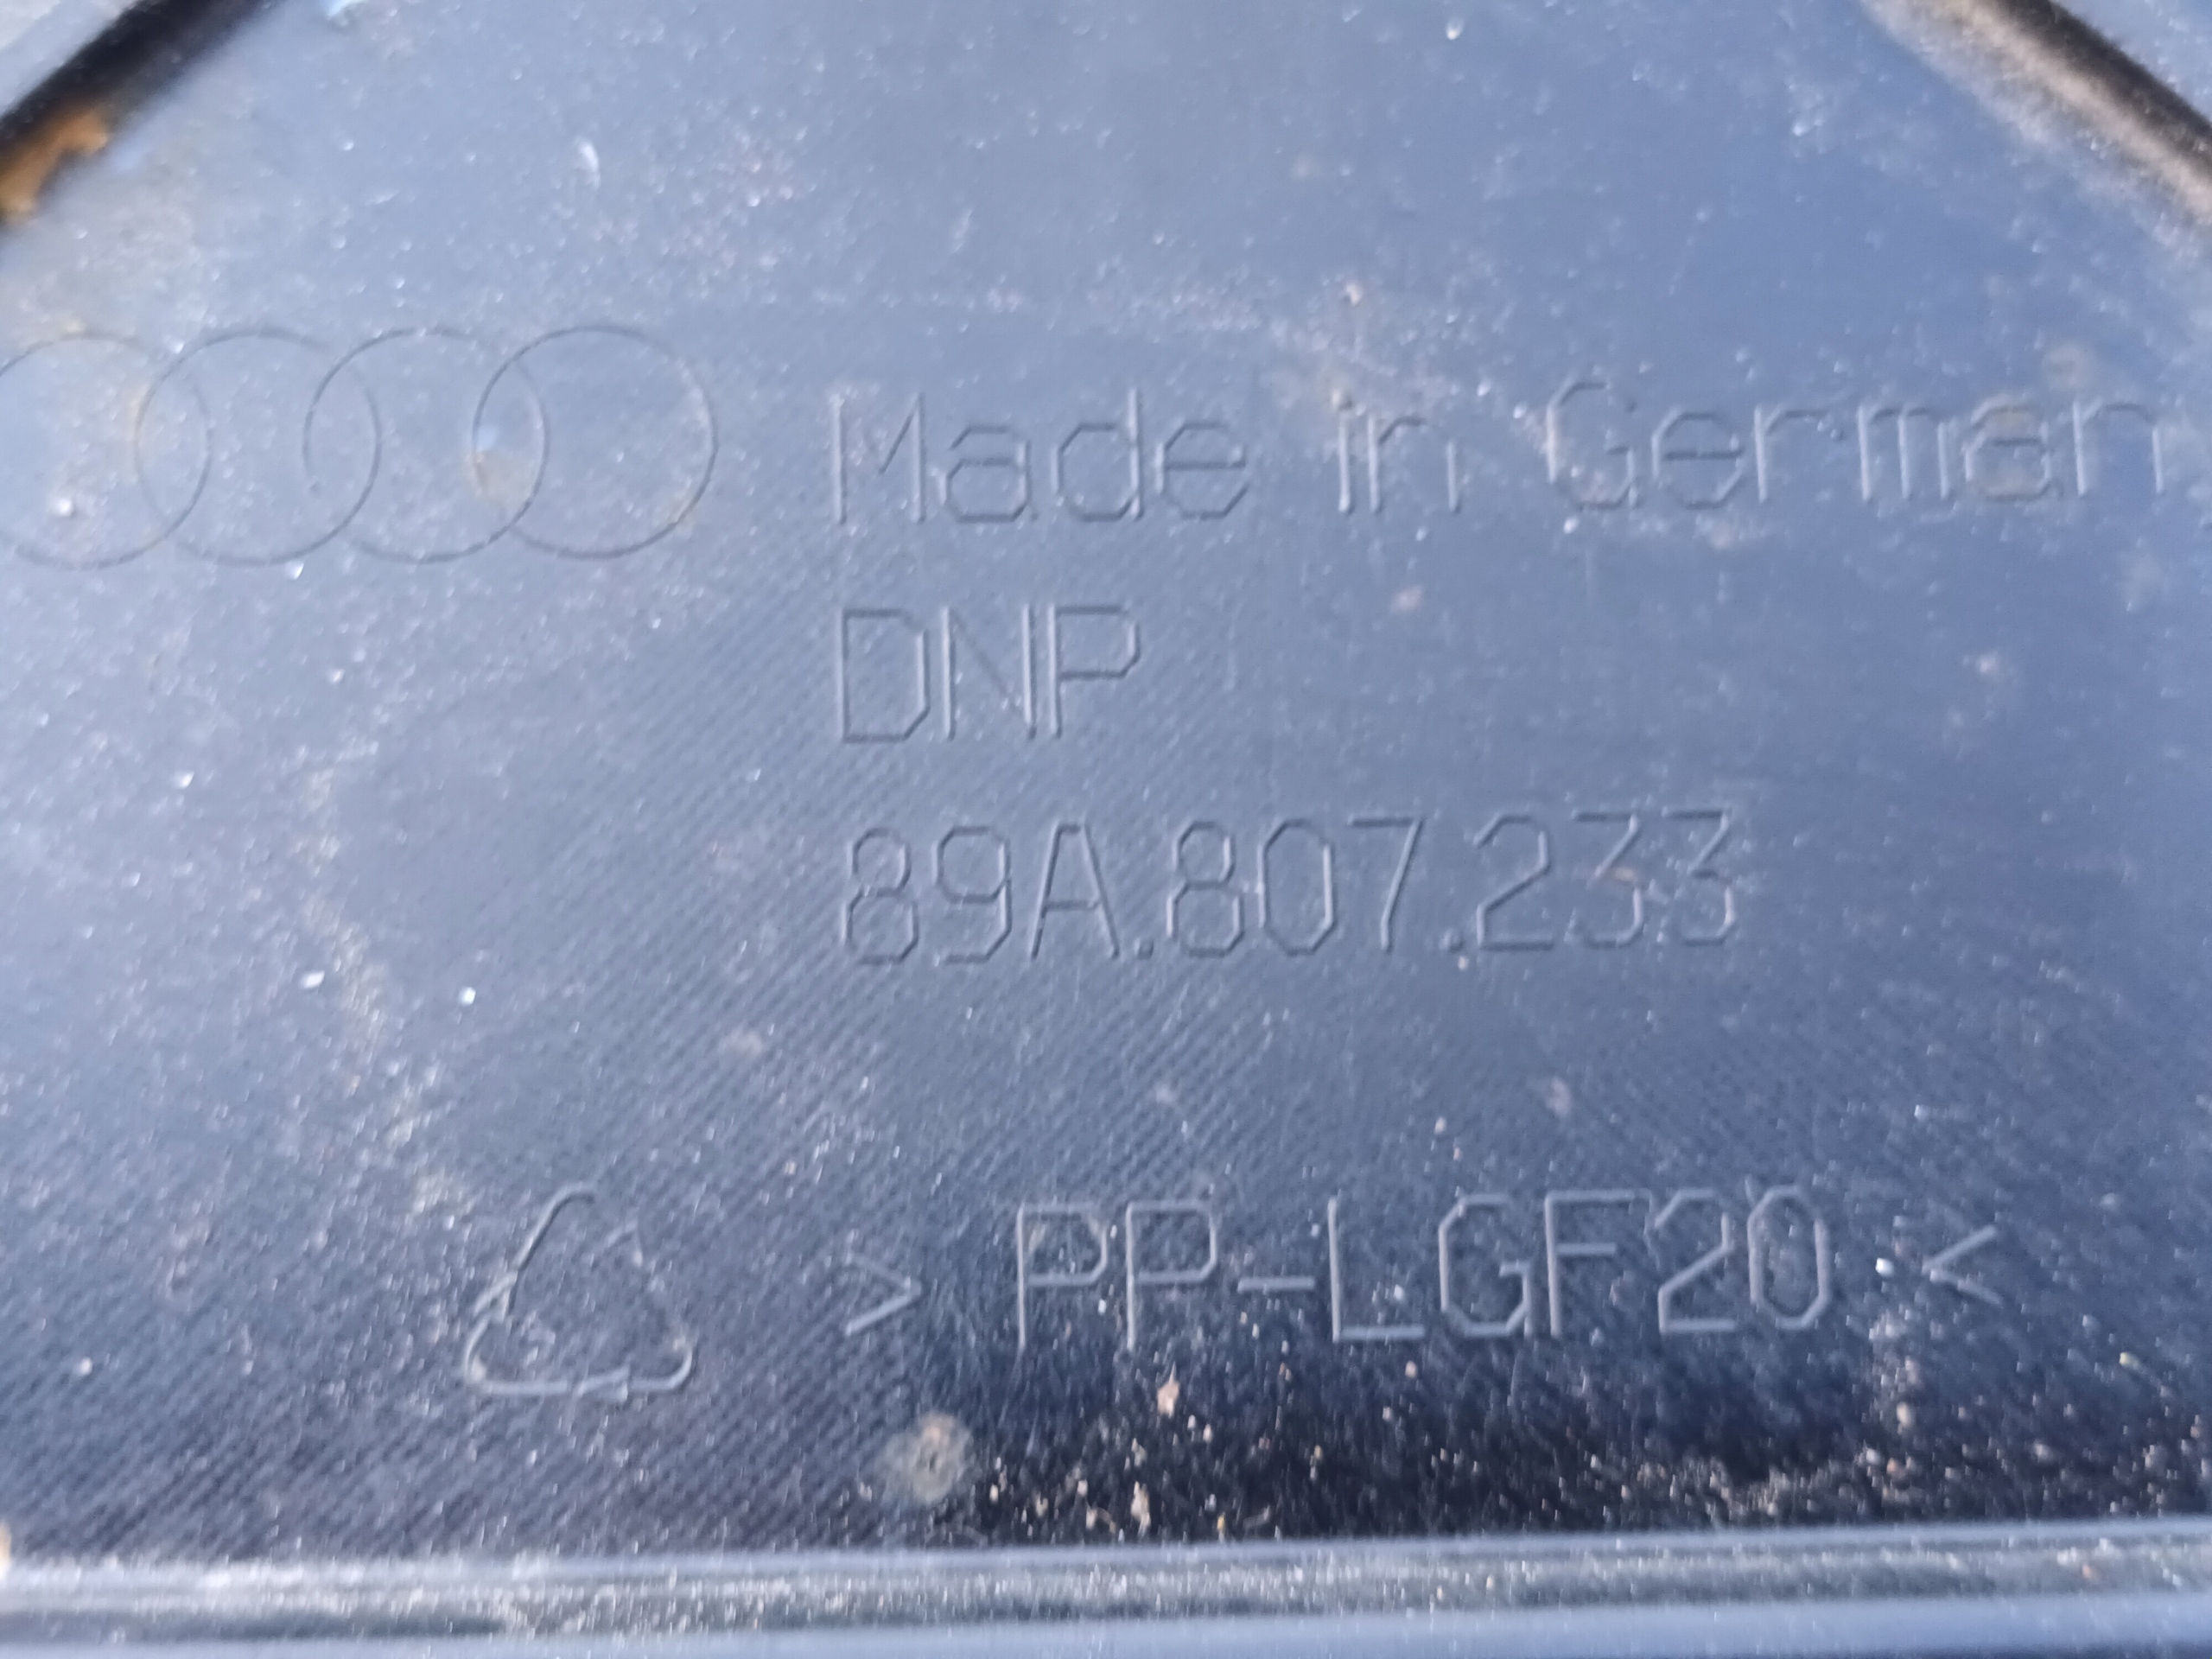 Made in German
DNP
89A.807.233
> PP-LGF20 <